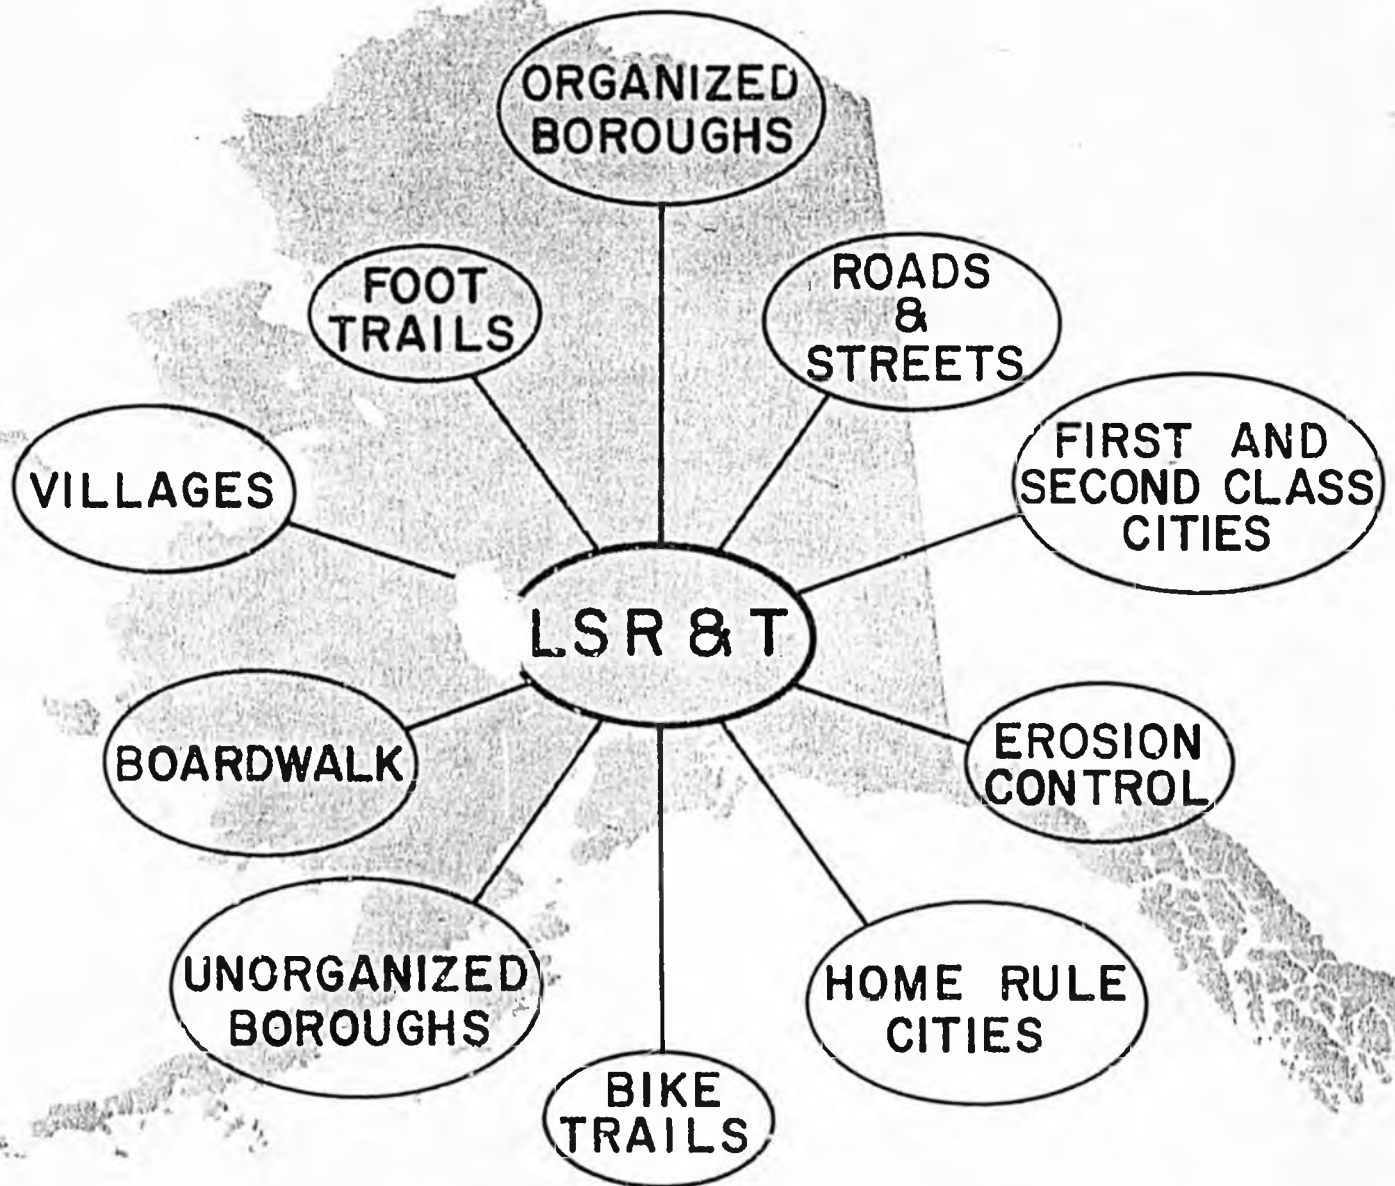 ORGANIZED
BOROUGHS
FOOT
TRAILS
ROADS
&
STREETS
VILLAGES
FIRST AND
SECOND CLASS
CITIES
LSR & T
BOARDWALK
EROSION
CONTROL
UNORGANIZED
BOROUGHS
HOME RULE
CITIES
BIKE
TRAILS